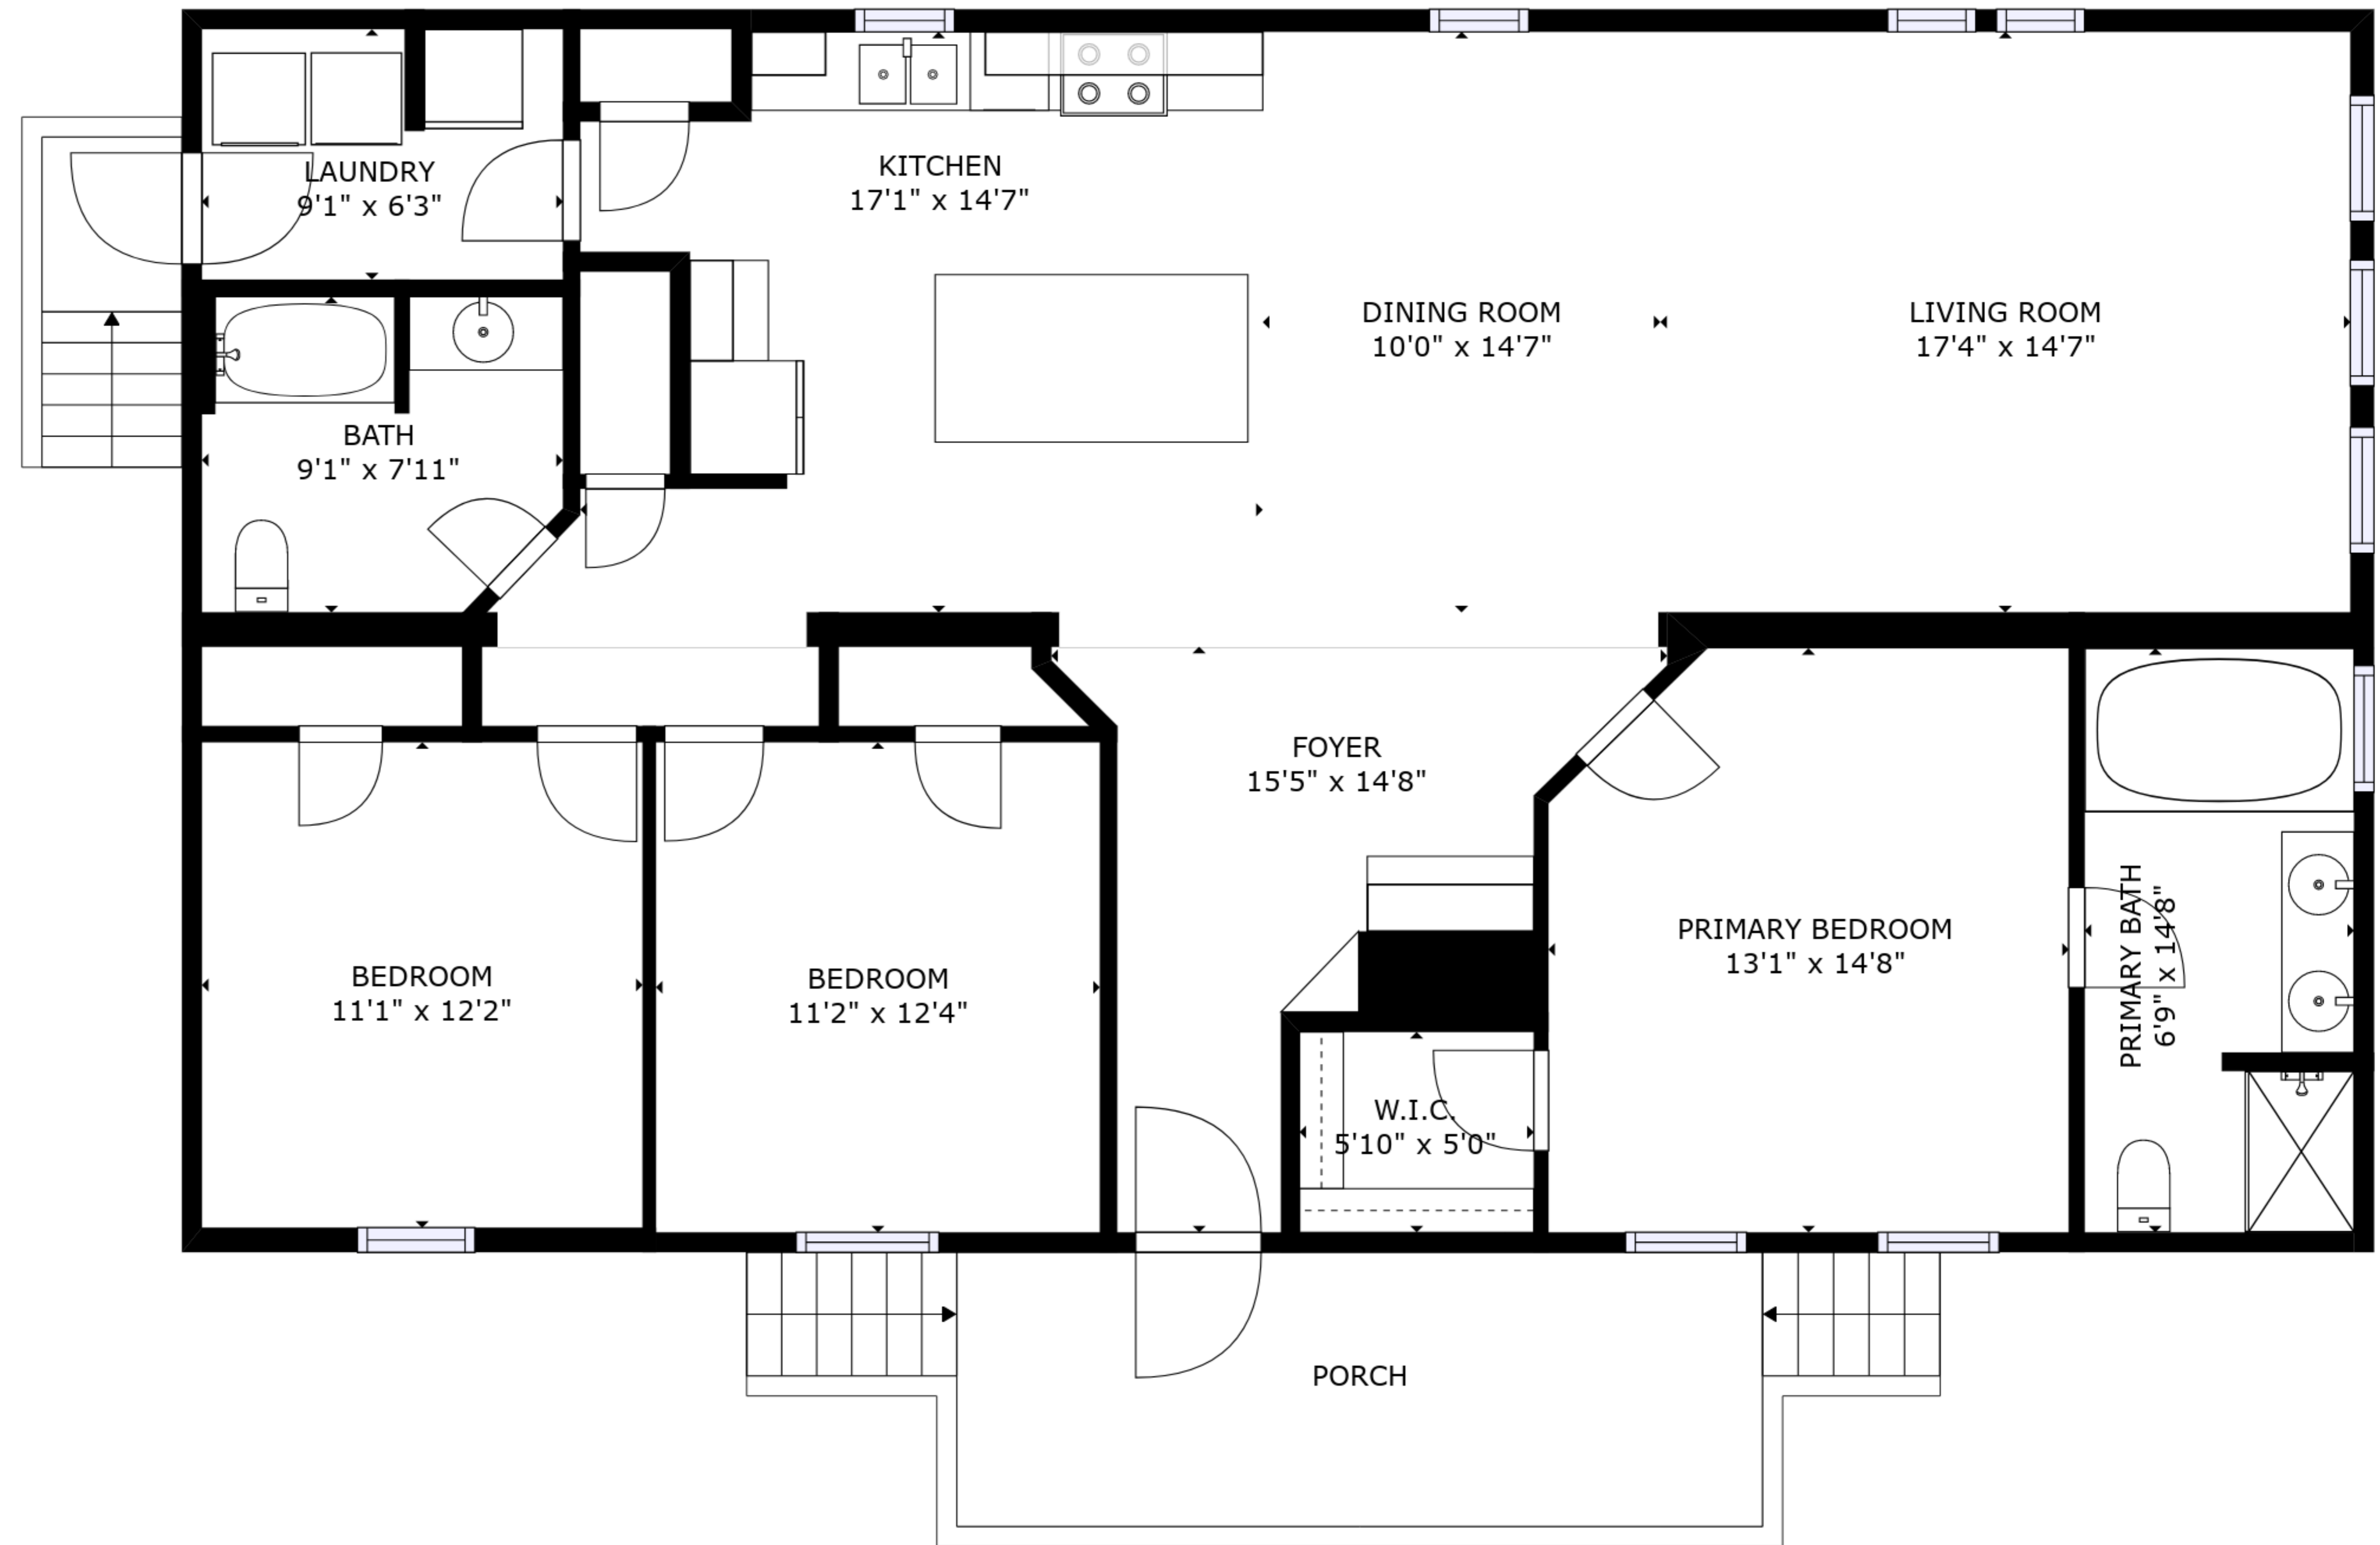 LAUNDRY
9'1" x 6'3"
KITCHEN
17'1" x 14'7"
DINING ROOM
10'0" x 14'7"
LIVING ROOM
17'4" x 14'7"
BATH
9'1" x 7'11"
FOYER
15'5" x 14'8"
BEDROOM
11'1" x 12'2"
BEDROOM
11'2" x 12'4"
PRIMARY BEDROOM
13'1" x 14'8"
PRIMARY BATH
6'9" x 14'8"
W.I.C.
5'10" x 5'0"
PORCH